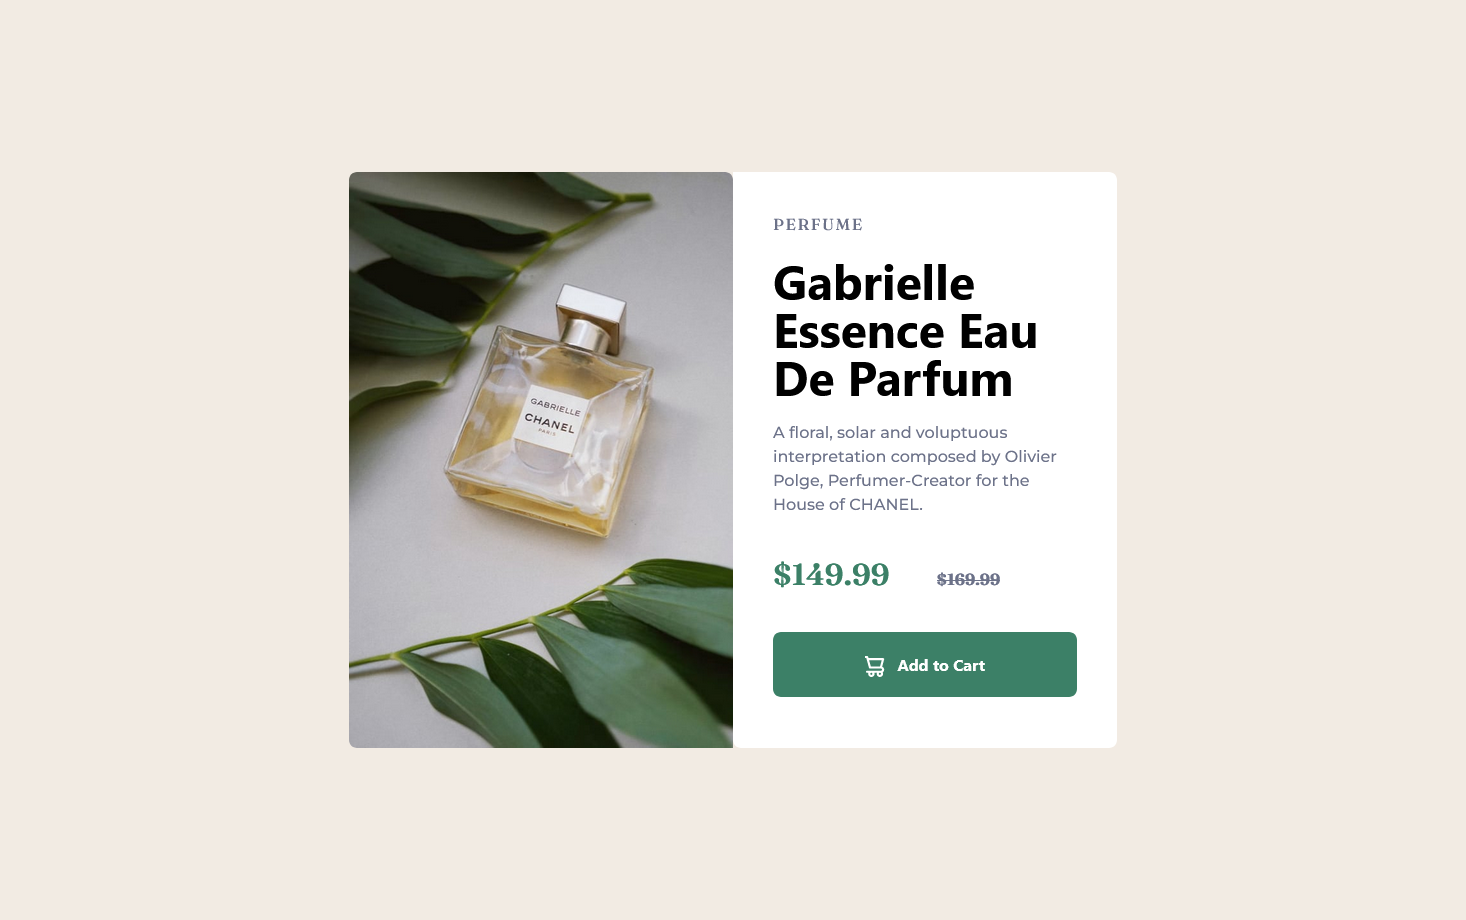 GABRIELLE
CHANEL
PARIS
PERFUME
Gabrielle
Essence Eau
De Parfum
A floral, solar and voluptuous
interpretation composed by Olivier
Polge, Perfumer-Creator for the
House of CHANEL.
$149.99 $169.99
Add to Cart